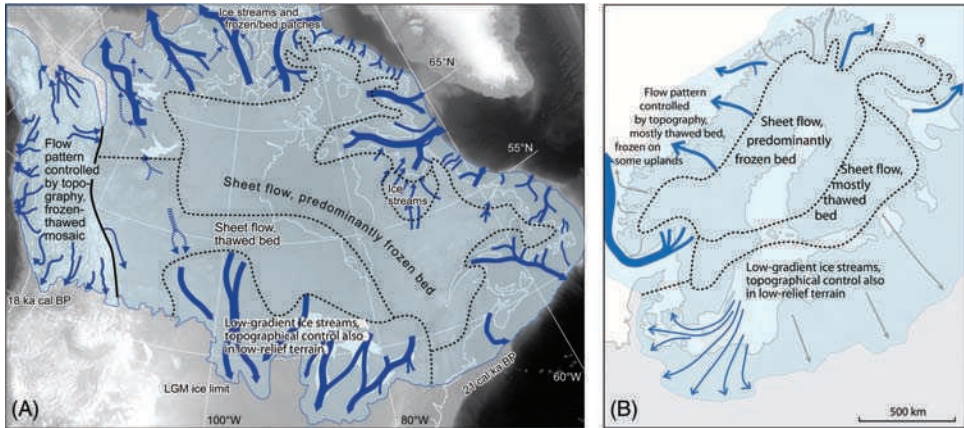 Ice streams and
frozen/bed patches
65°N
55°N
Flow
pattern
controlled
by topo-
graphy,
frozen-
thawed
mosaic
Ice
streams
Sheet flow, predominantly frozen bed
Sheet flow,
thawed bed
18 ka cal BP
Low-gradient ice streams,
topographical control also
in low-relief terrain
LGM ice limit
21 cal ka BP
60°W
(A)
100°W
80°W
?
?
Flow pattern
controlled
by topography,
mostly thawed bed,
frozen on
some uplands
Sheet flow,
predominantly
frozen bed
Sheet flow,
mostly
thawed
bed
Low-gradient ice streams,
topographical control also
in low-relief terrain
(B)
500 km